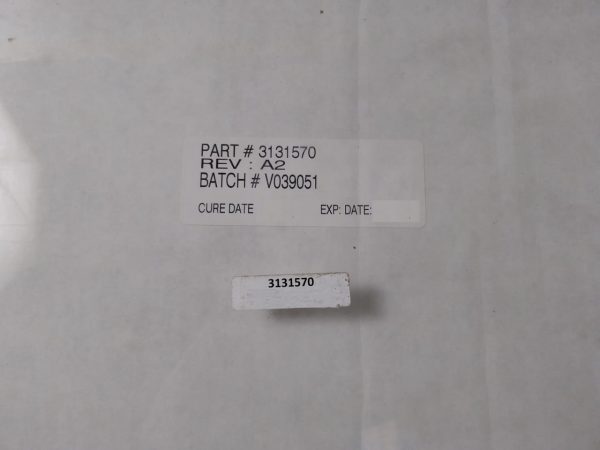 PART # 3131570
REV : A2
BATCH # V039051
CURE DATE EXP: DATE:
3131570